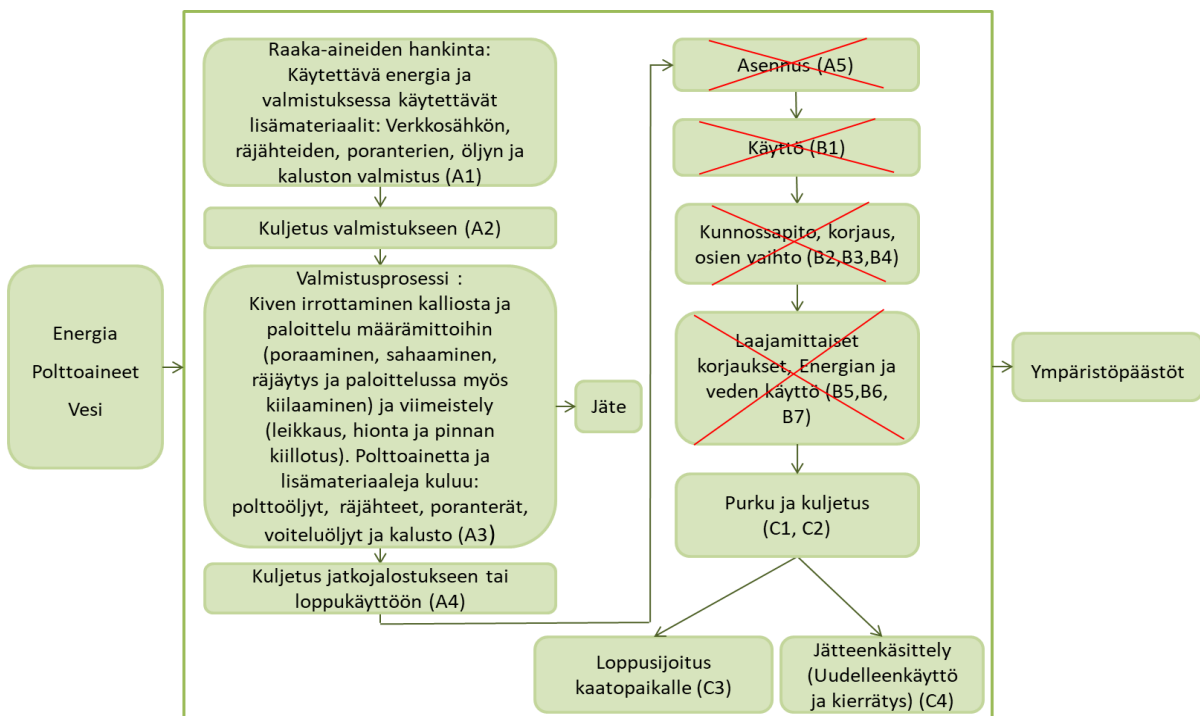 Energia
Polttoaineet
Vesi
Raaka-aineiden hankinta:
Käytettävä energia ja
valmistuksessa käytettävät
lisämateriaalit: Verkkosähkön,
räjähteiden, poranterien, öljyn ja
kaluston valmistus (A1)
Kuljetus valmistukseen (A2)
Valmistusprosessi :
Kiven irrottaminen kalliosta ja
paloittelu määrämittoihin
(poraaminen, sahaaminen,
räjäytys ja paloittelussa myös
kiilaaminen) ja viimeistely
(leikkaus, hionta ja pinnan
kiillotus). Polttoainetta ja
lisämateriaaleja kuluu:
polttoöljyt, räjähteet, poranterät,
voiteluöljyt ja kalusto (A3)
Jäte
Kuljetus jatkojalostukseen tai
loppukäyttöön (A4)
Asennus (A5)
Käyttö (B1)
Kunnossapito, korjaus,
osien vaihto (B2,B3,B4)
Laajamittaiset
korjaukset, Energian ja
veden käyttö (B5,B6,
B7)
Purku ja kuljetus
(C1, C2)
Loppusijoitus
kaatopaikalle (C3)
Jätteenkäsittely
(Uudelleenkäyttö
ja kierrätys) (C4)
Ympäristöpäästöt